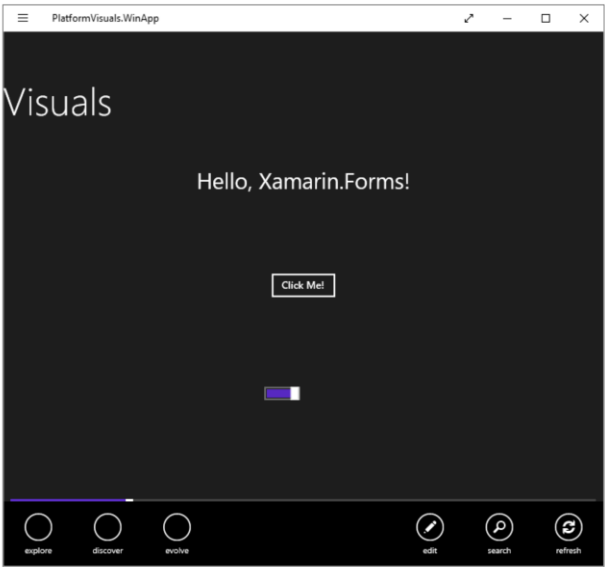 PlatformVisuals.WinApp
Visuals
Hello, Xamarin.Forms!
Click Me!
explore discover evolve edit search refresh